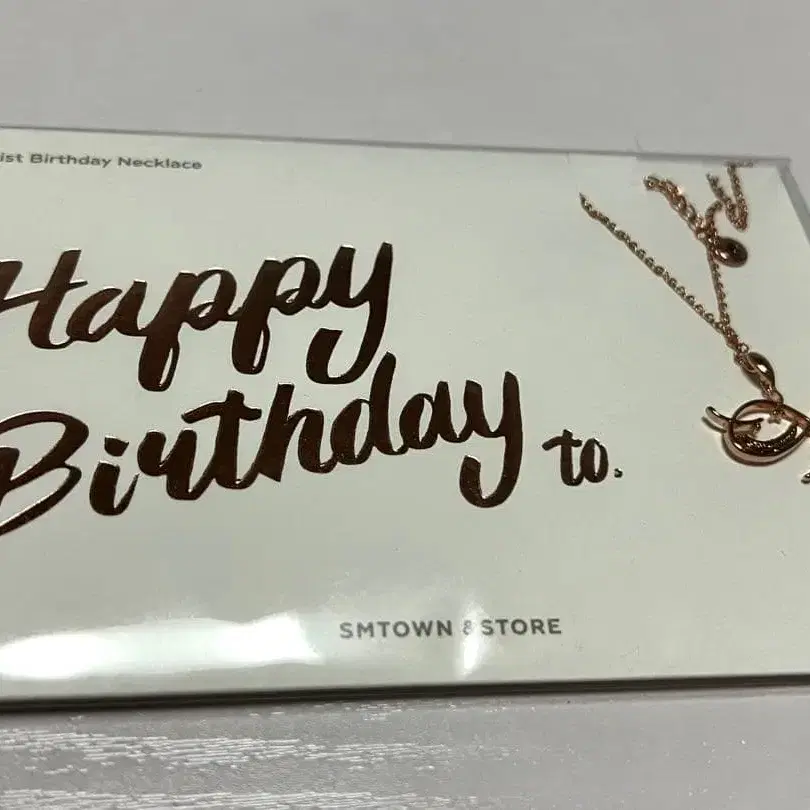 ist Birthday Necklace
Happy
Birthday to.
SMTOWN &STORE